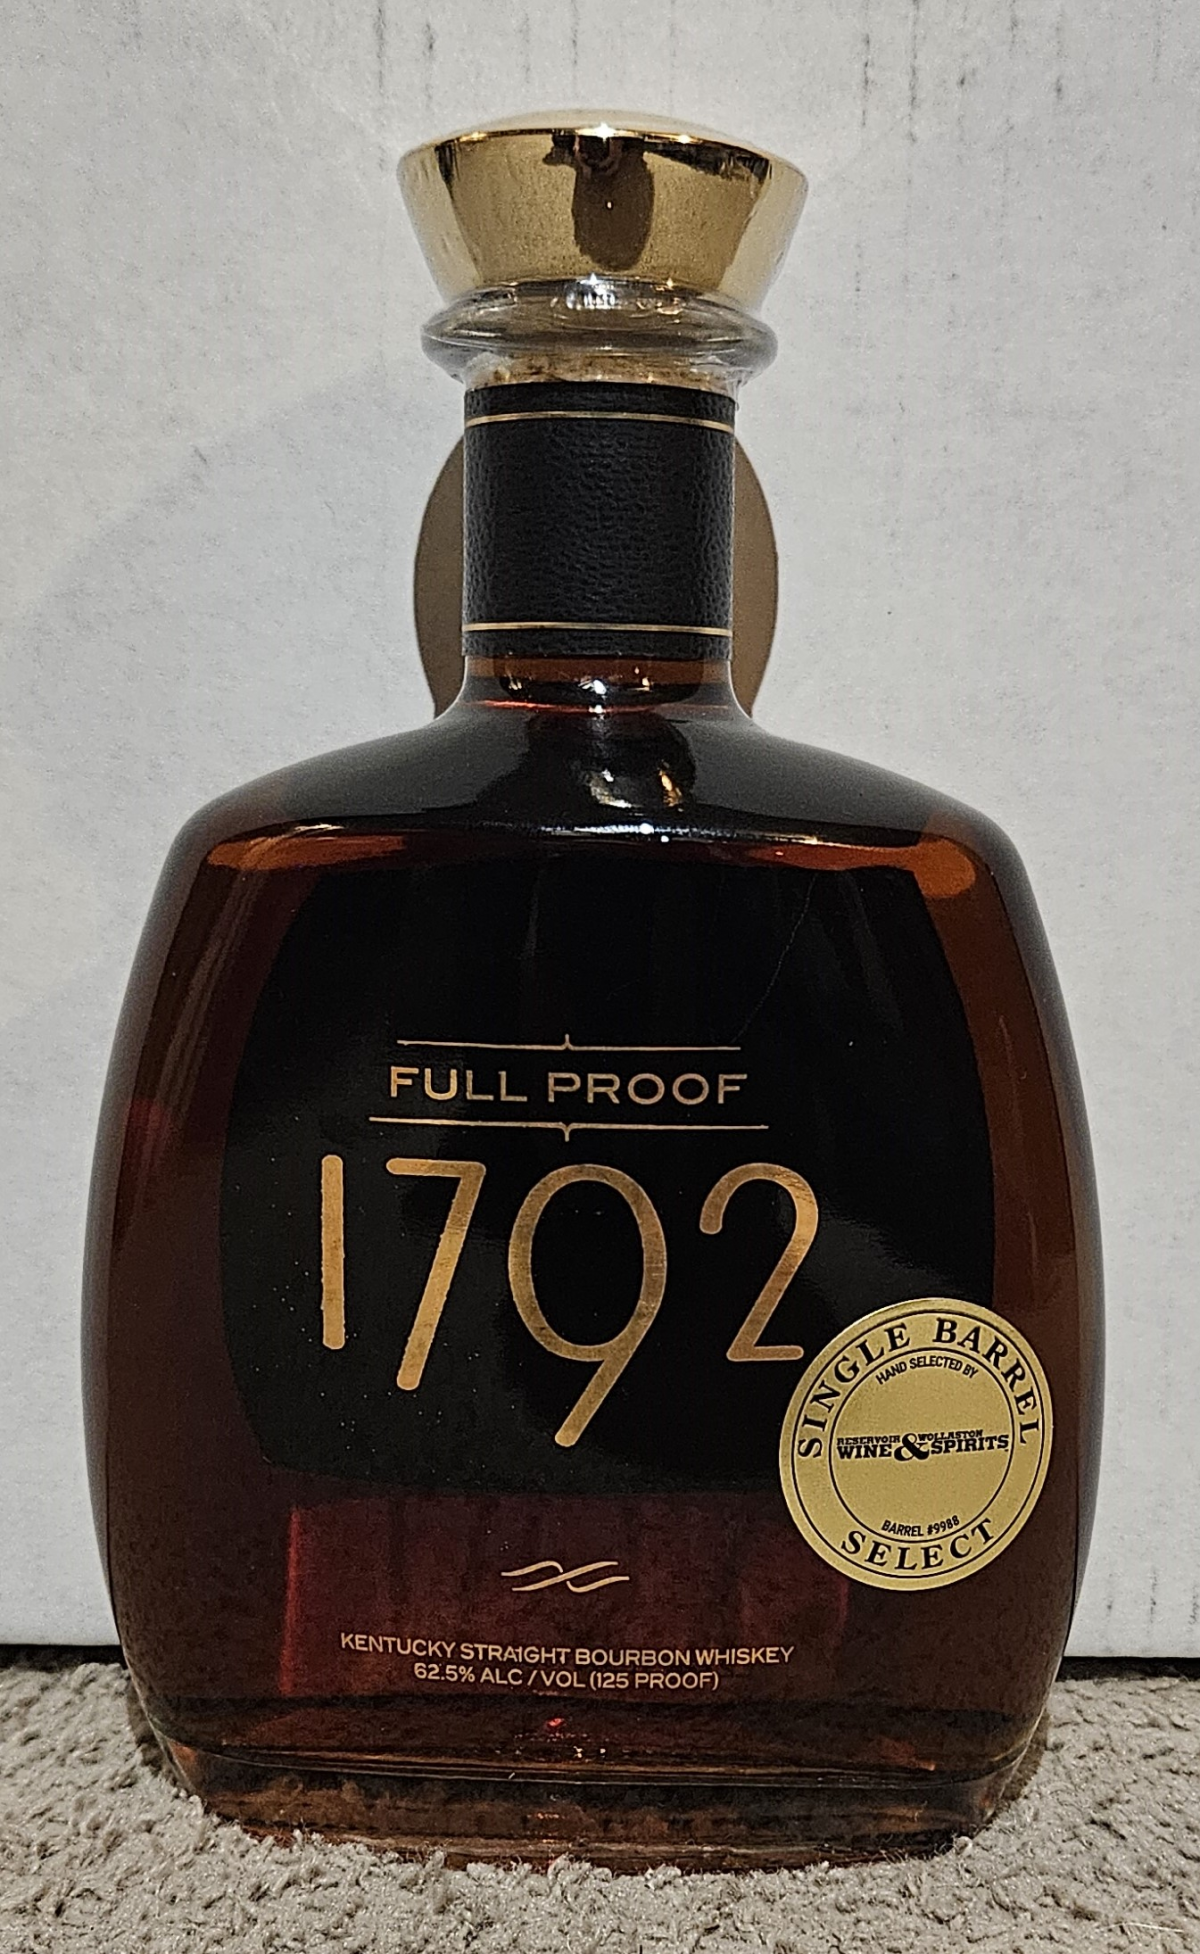 FULL PROOF
1792
SINGLE BARREL
HAND SELECTED BY
RESERVOIR & WOLLASTON
WINE & SPIRITS
BARREL #9988
SELECT
KENTUCKY STRAIGHT BOURBON WHISKEY
62.5% ALC / VOL (125 PROOF)